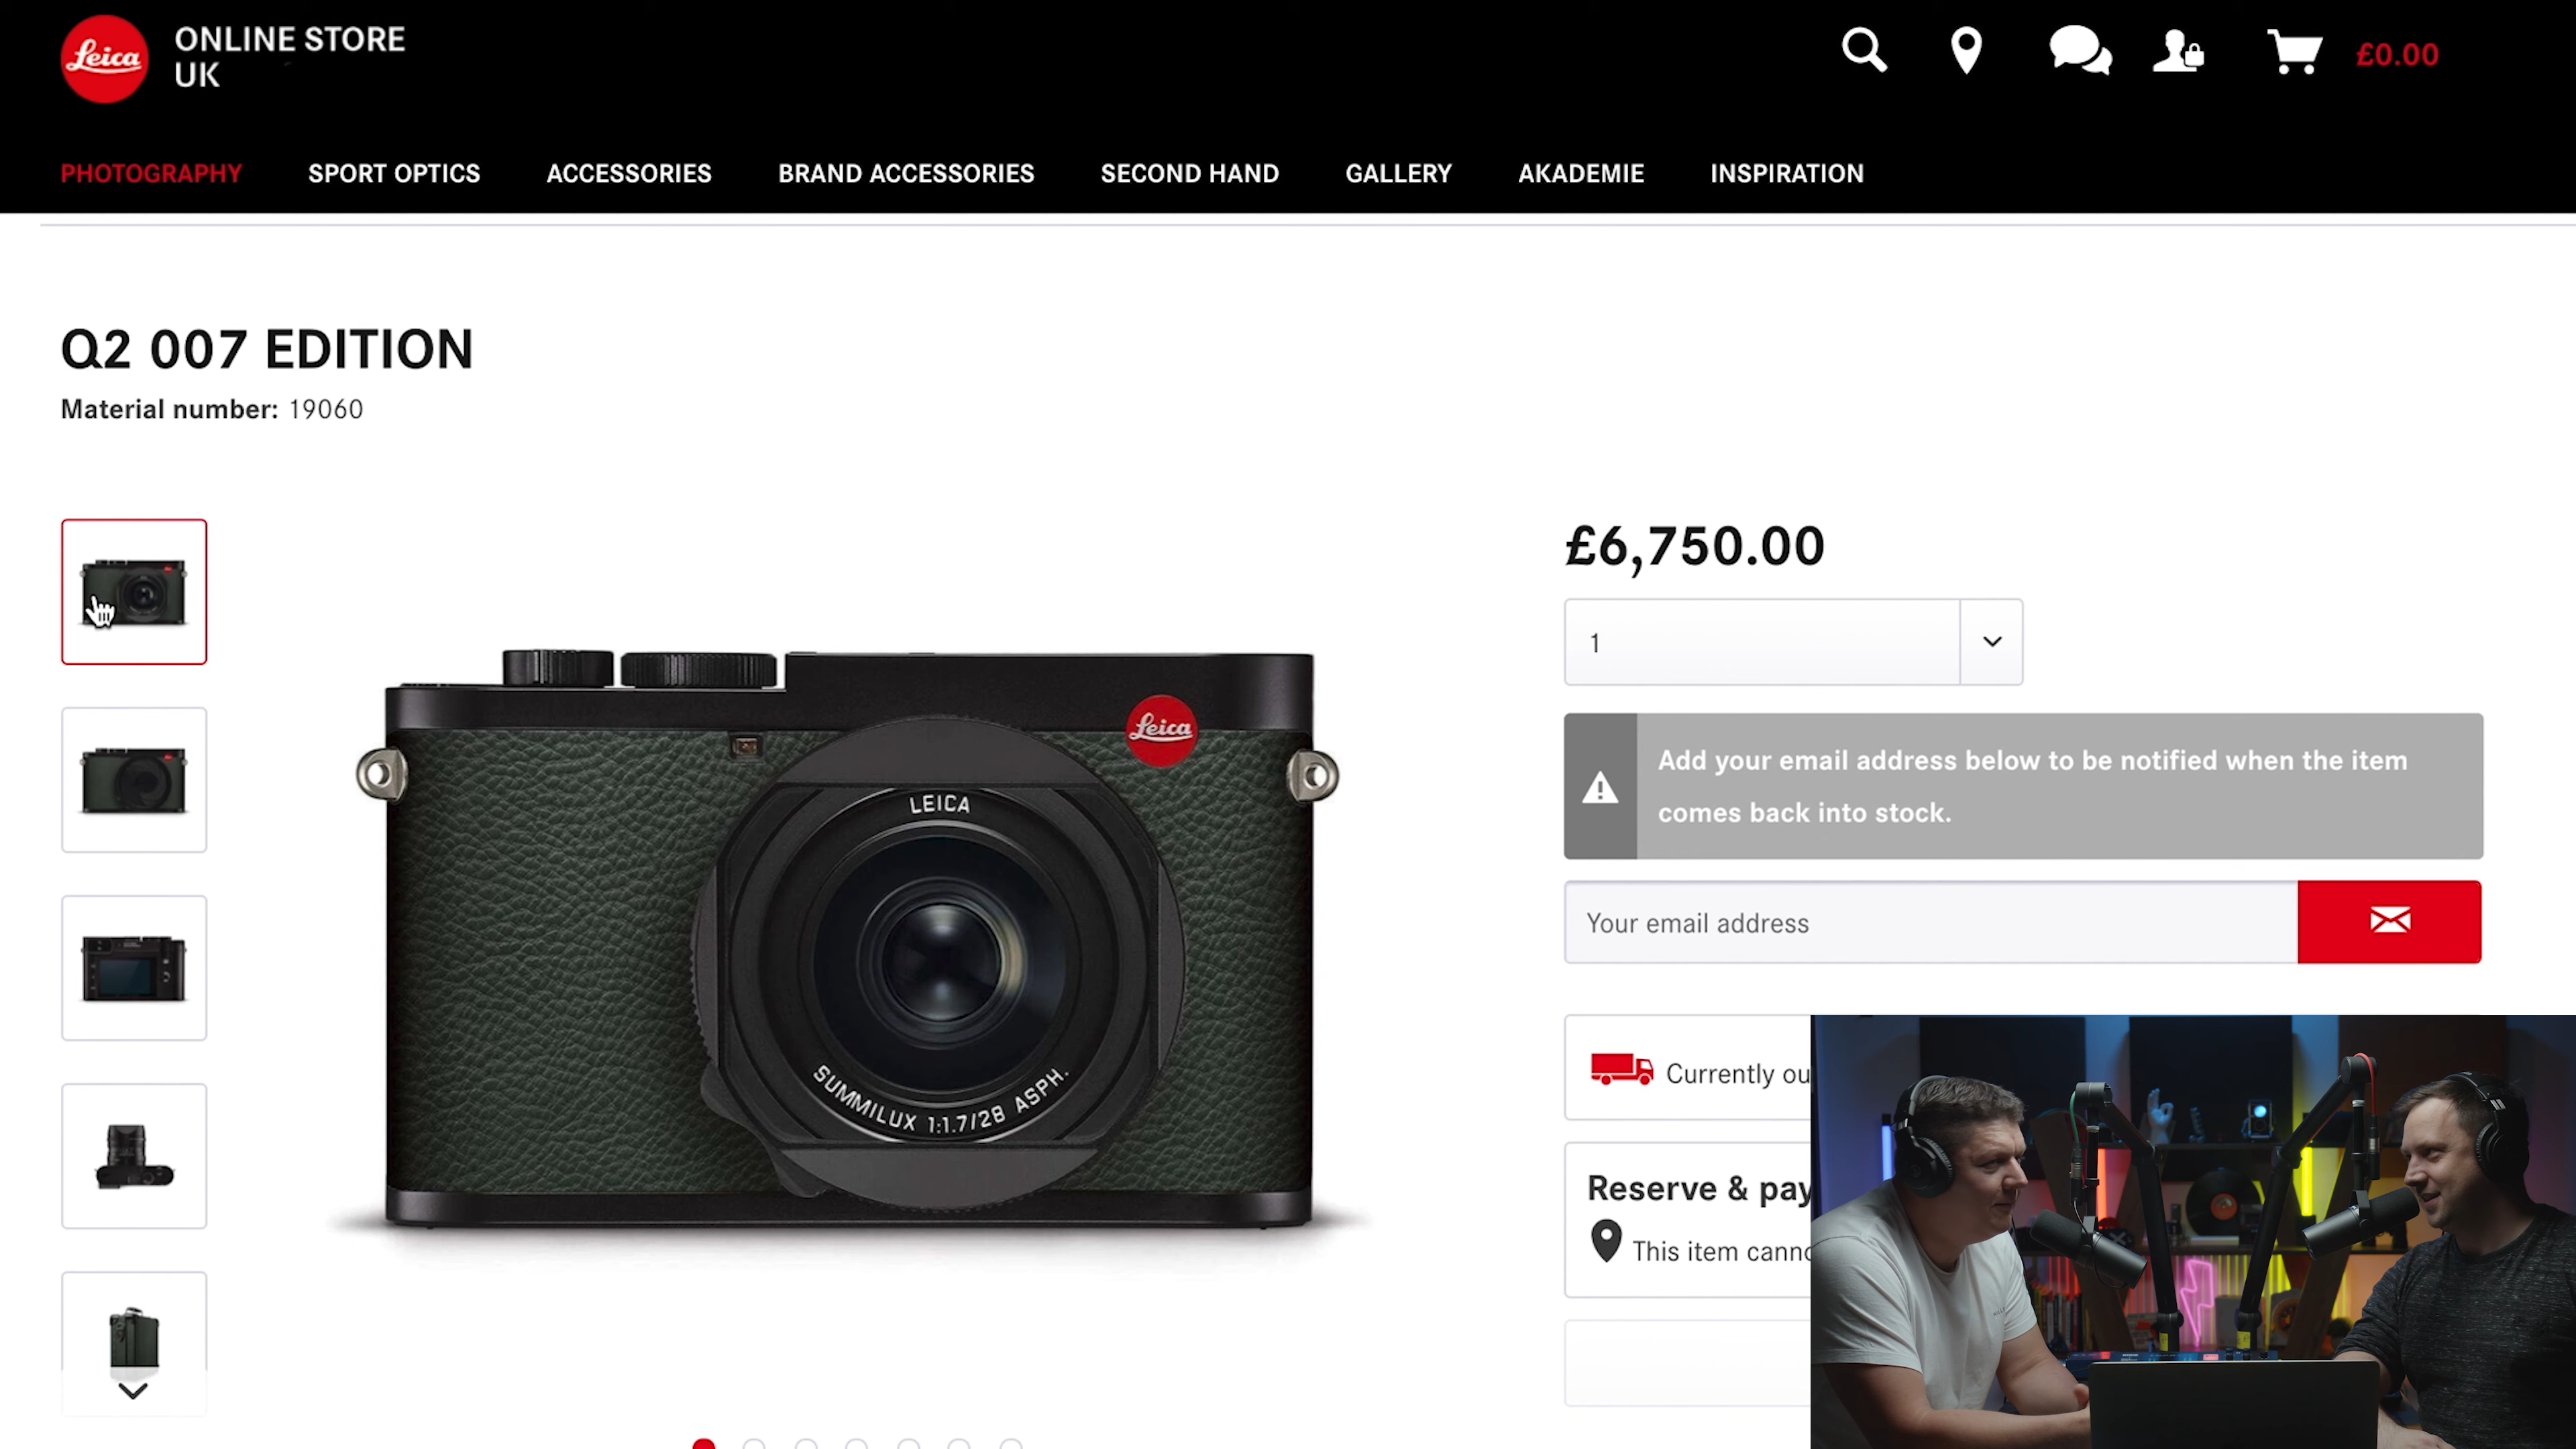 Leica
ONLINE STORE
UK
£0.00
PHOTOGRAPHY SPORT OPTICS ACCESSORIES BRAND ACCESSORIES SECOND HAND GALLERY AKADEMIE INSPIRATION
Q2 007 EDITION
Material number: 19060
£6,750.00
1
Leica
LEICA
SUMMILUX 1:1.7/28 ASPH.
Add your email address below to be notified when the item
comes back into stock.
Your email address
Currently ou
Reserve & pay
This item canno